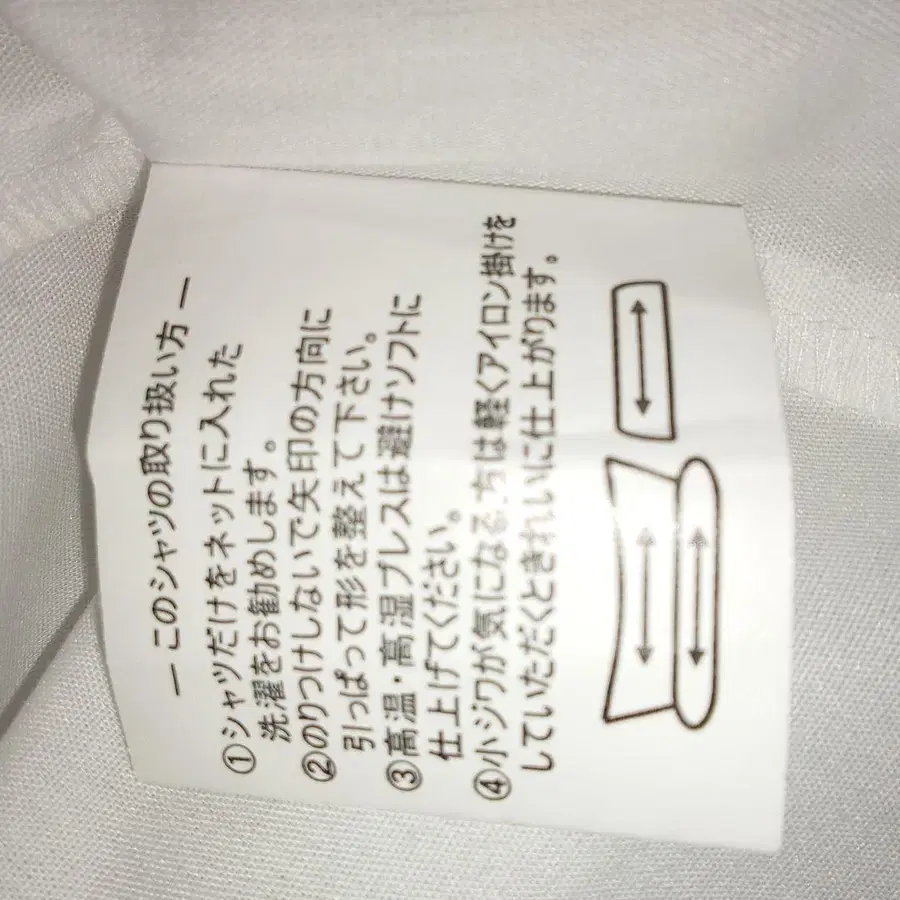 ― このシャツの取り扱い方 ―
①シャツだけをネットに入れた
洗濯をお勧めします。
②のりつけしないで矢印の方向に
引っぱって形を整えて下さい。
③高温・高湿プレスは避けソフトに
仕上げてください。
④小ジワが気になる方は軽くアイロン掛けを
していただくときれいに仕上がります。